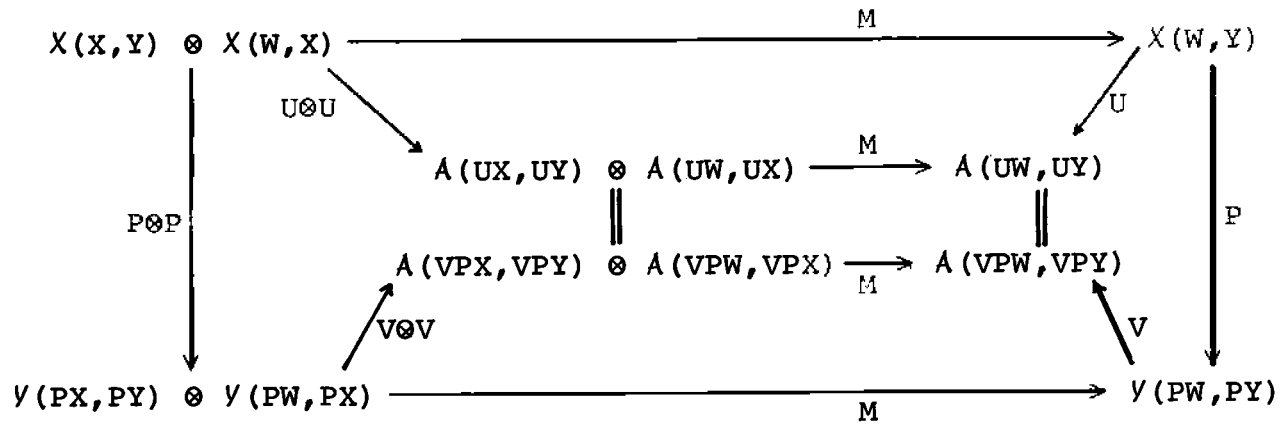 M
X(X,Y) ⊗ X(W,X) X(W,Y)
U⊗U U
M
A(UX,UY) ⊗ A(UW,UX) A(UW,UY)
P⊗P P
A(VPX,VPY) ⊗ A(VPW,VPX) A(VPW,VPY)
M
V⊗V V
Y(PX,PY) ⊗ Y(PW,PX) Y(PW,PY)
M